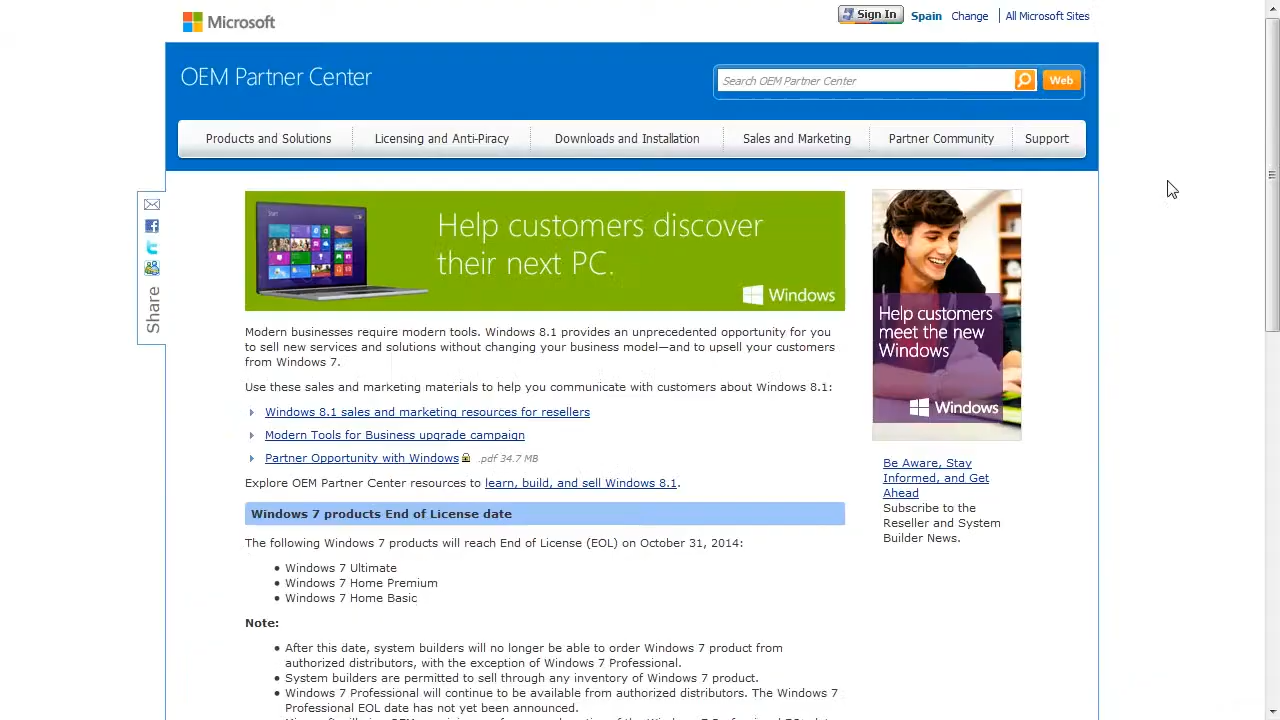 Microsoft
Sign In Spain Change All Microsoft Sites
OEM Partner Center
Search OEM Partner Center
Web
Products and Solutions Licensing and Anti-Piracy Downloads and Installation Sales and Marketing Partner Community Support
Share
Help customers discover
their next PC.
Windows
Modern businesses require modern tools. Windows 8.1 provides an unprecedented opportunity for you
to sell new services and solutions without changing your business model—and to upsell your customers
from Windows 7.
Use these sales and marketing materials to help you communicate with customers about Windows 8.1:
Windows 8.1 sales and marketing resources for resellers
Modern Tools for Business upgrade campaign
Partner Opportunity with Windows .pdf 34.7 MB
Explore OEM Partner Center resources to learn, build, and sell Windows 8.1.
Windows 7 products End of License date
The following Windows 7 products will reach End of License (EOL) on October 31, 2014:
Windows 7 Ultimate
Windows 7 Home Premium
Windows 7 Home Basic
Note:
After this date, system builders will no longer be able to order Windows 7 product from
authorized distributors, with the exception of Windows 7 Professional.
System builders are permitted to sell through any inventory of Windows 7 product.
Windows 7 Professional will continue to be available from authorized distributors. The Windows 7
Professional EOL date has not yet been announced.
Help customers
meet the new
Windows
Windows
Be Aware, Stay
Informed, and Get
Ahead
Subscribe to the
Reseller and System
Builder News.